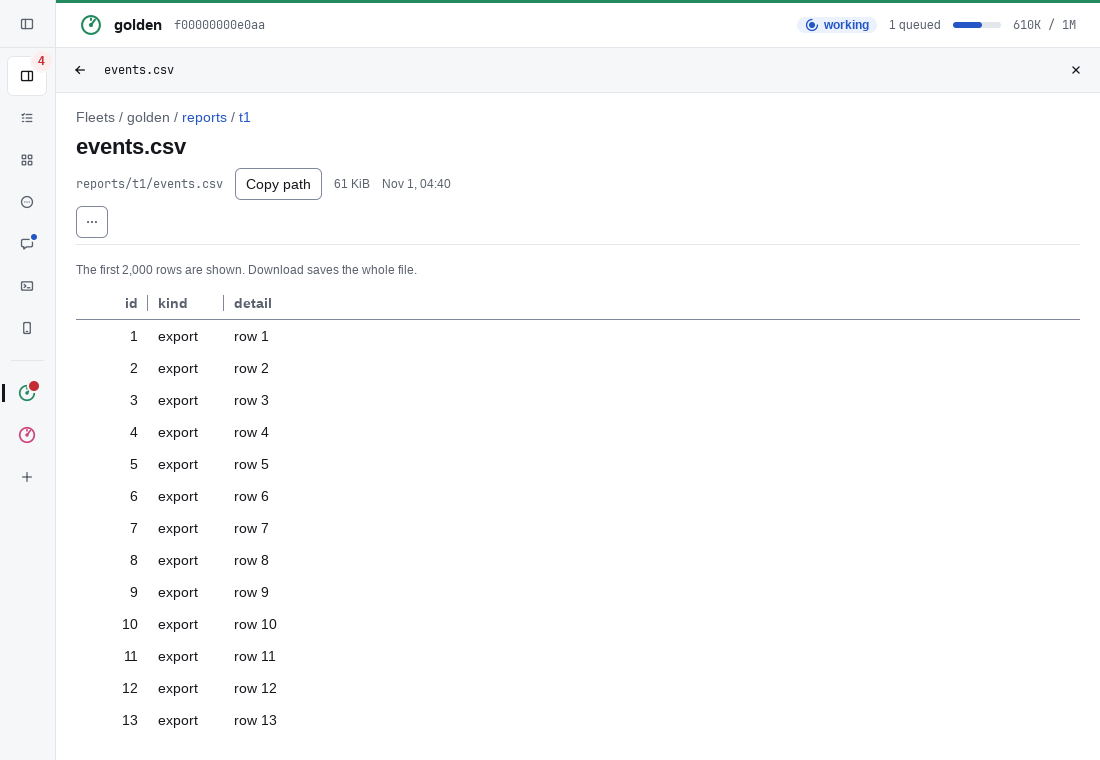 4
golden f00000000e0aa working 1 queued 610K / 1M
events.csv
Fleets / golden / reports / t1
events.csv
reports/t1/events.csv Copy path 61 KiB Nov 1, 04:40
The first 2,000 rows are shown. Download saves the whole file.
id kind detail
1 export row 1
2 export row 2
3 export row 3
4 export row 4
5 export row 5
6 export row 6
7 export row 7
8 export row 8
9 export row 9
10 export row 10
11 export row 11
12 export row 12
13 export row 13